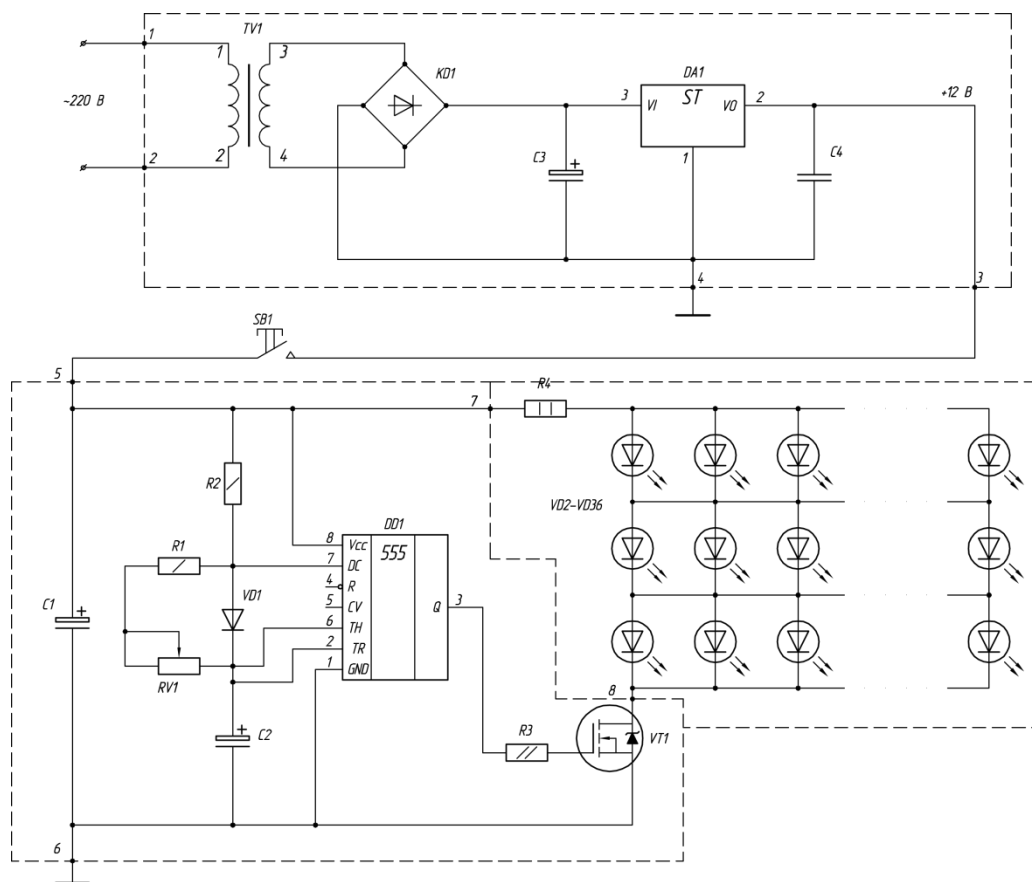 TV1
1
1
3
KD1
DA1
~220 В
3
VI
ST
VO
2
+12 В
C3
+
1
C4
2
2
4
4
3
SB1
5
7
R4
R2
VD2-VD36
DD1
8
Vcc
555
R1
7
DC
4
R
VD1
5
CV
Q
3
C1
+
6
TH
2
TR
1
GND
RV1
8
+
C2
R3
VT1
6